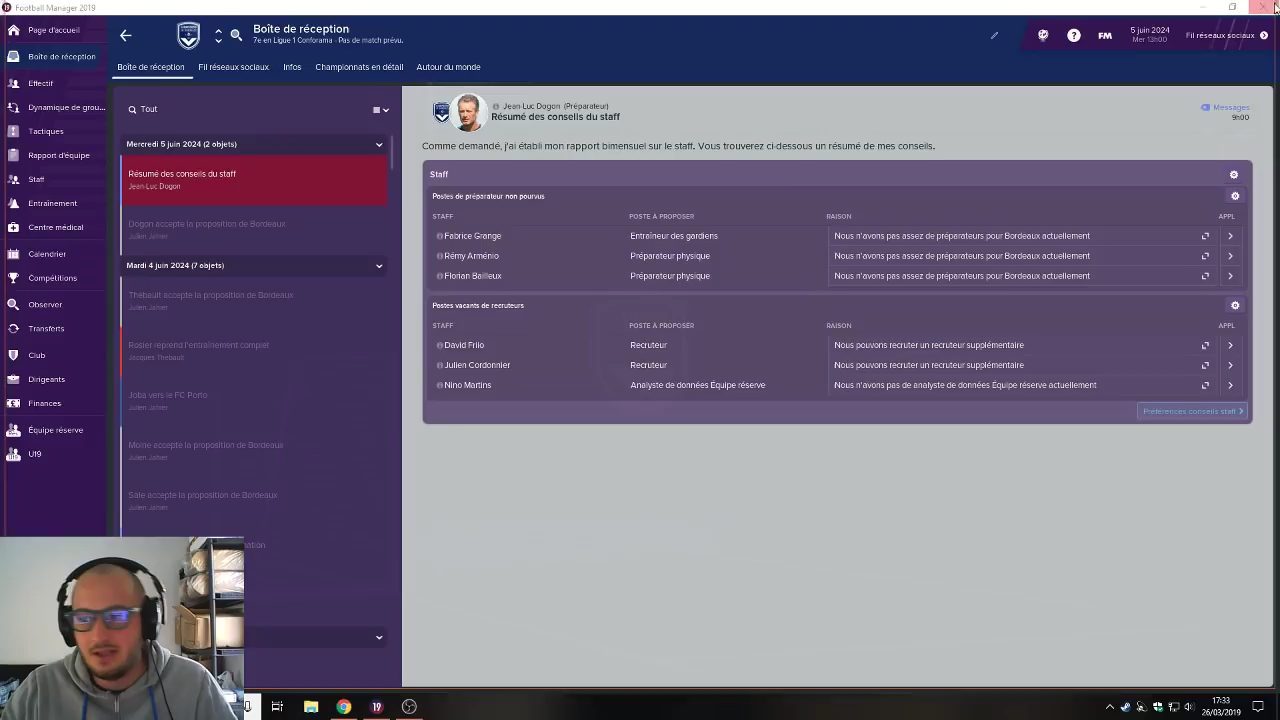 Football Manager 2019
Boîte de réception
7e en Ligue 1 Conforama - Pas de match prévu.
5 juin 2024
Mer 13h00
Fil réseaux sociaux
FM
Boîte de réception
Fil réseaux sociaux
Infos
Championnats en détail
Autour du monde
Page d'accueil
Boîte de réception
Effectif
Dynamique de grou...
Tactiques
Rapport d'équipe
Staff
Entraînement
Centre médical
Calendrier
Compétitions
Observer
Transferts
Club
Dirigeants
Finances
Équipe réserve
U19
Tout
Mercredi 5 juin 2024 (2 objets)
Résumé des conseils du staff
Jean-Luc Dogon
Dogon accepte la proposition de Bordeaux
Julien Jahier
Mardi 4 juin 2024 (7 objets)
Thébault accepte la proposition de Bordeaux
Julien Jahier
Rosier reprend l'entraînement complet
Jacques Thébault
Joba vers le FC Porto
Julien Jahier
Moine accepte la proposition de Bordeaux
Julien Jahier
Sale accepte la proposition de Bordeaux
Julien Jahier
Jean-Luc Dogon (Préparateur)
Résumé des conseils du staff
Messages
9h00
Comme demandé, j'ai établi mon rapport bimensuel sur le staff. Vous trouverez ci-dessous un résumé de mes conseils.
Staff
Postes de préparateur non pourvus
STAFF POSTE À PROPOSER RAISON APPL
Fabrice Grange Entraîneur des gardiens Nous n'avons pas assez de préparateurs pour Bordeaux actuellement
Rémy Arménio Préparateur physique Nous n'avons pas assez de préparateurs pour Bordeaux actuellement
Florian Bailleux Préparateur physique Nous n'avons pas assez de préparateurs pour Bordeaux actuellement
Postes vacants de recruteurs
STAFF POSTE À PROPOSER RAISON APPL
David Friio Recruteur Nous pouvons recruter un recruteur supplémentaire
Julien Cordonnier Recruteur Nous pouvons recruter un recruteur supplémentaire
Nino Martins Analyste de données Équipe réserve Nous n'avons pas de analyste de données Équipe réserve actuellement
Préférences conseils staff
17:33
26/03/2019